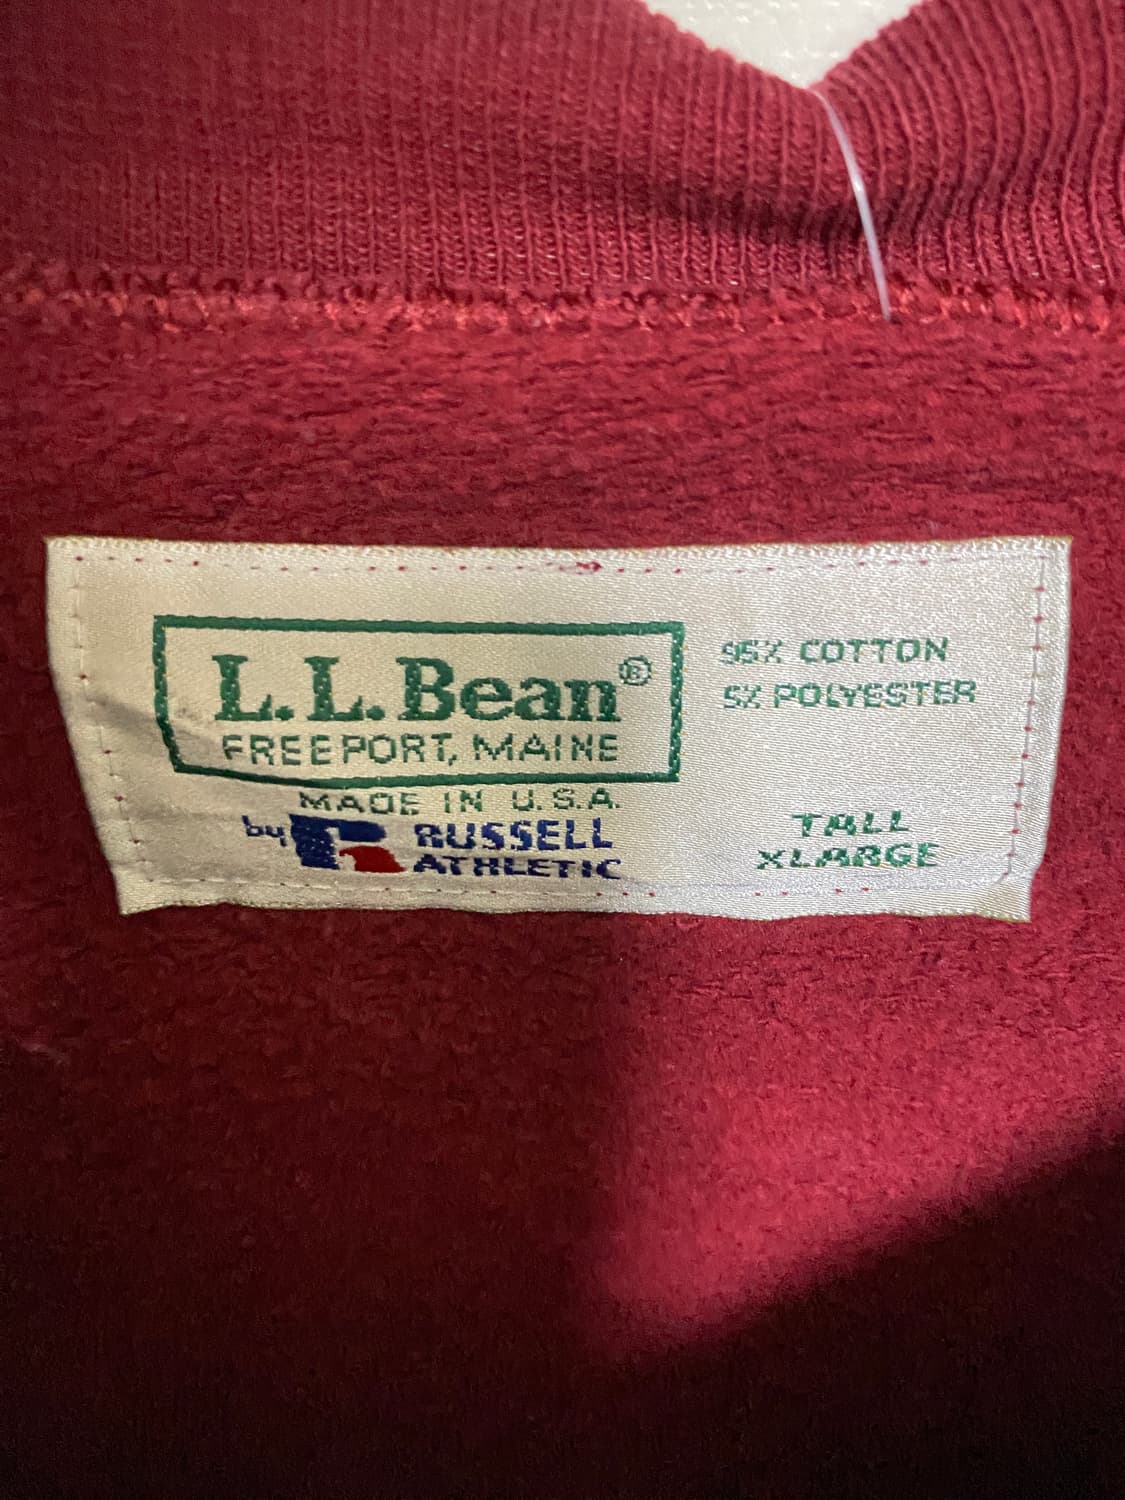 L.L.Bean®
FREEPORT, MAINE
MADE IN U.S.A.
by RUSSELL
ATHLETIC
95% COTTON
5% POLYESTER
TALL
XLARGE